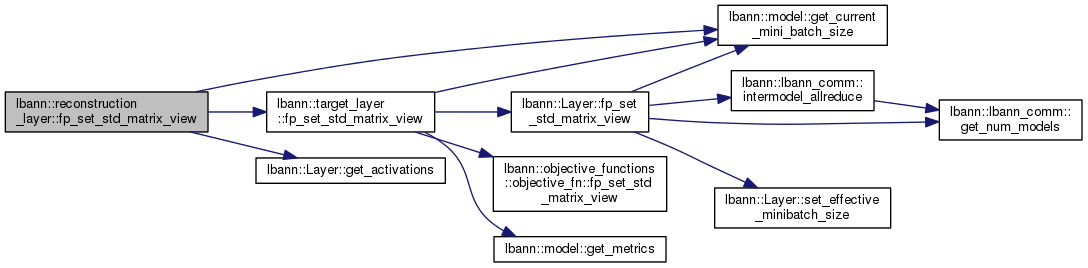 lbann::reconstruction
_layer::fp_set_std_matrix_view
lbann::target_layer
::fp_set_std_matrix_view
lbann::Layer::get_activations
lbann::Layer::fp_set
_std_matrix_view
lbann::objective_functions
::objective_fn::fp_set_std
_matrix_view
lbann::model::get_metrics
lbann::model::get_current
_mini_batch_size
lbann::lbann_comm::
intermodel_allreduce
lbann::Layer::set_effective
_minibatch_size
lbann::lbann_comm::
get_num_models